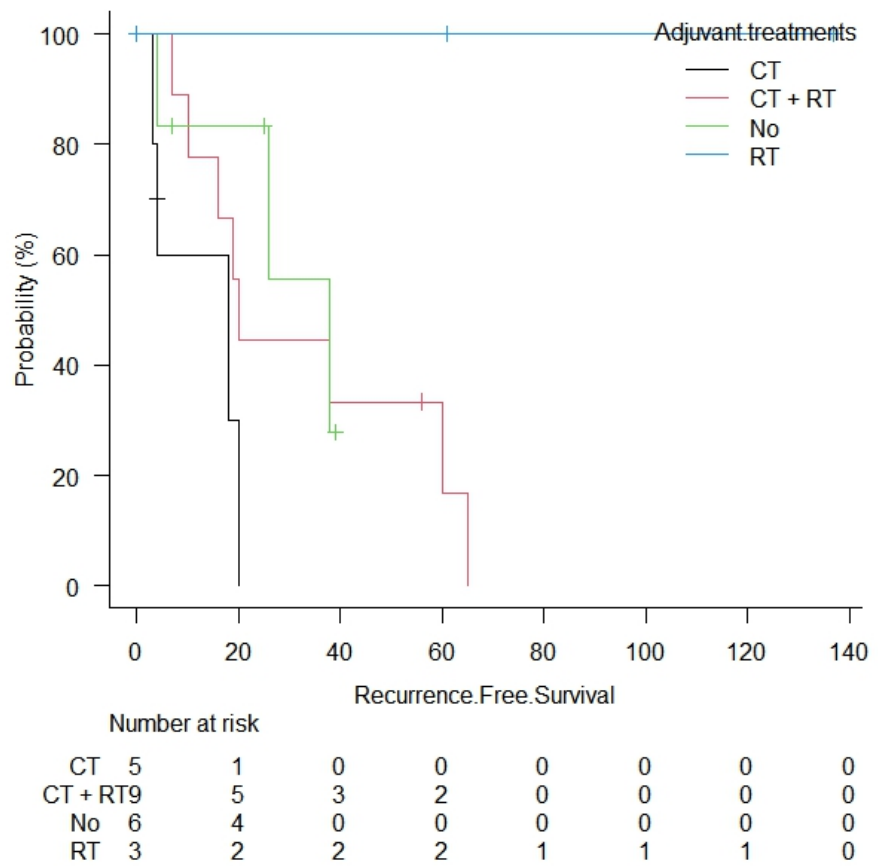 Adjuvant.treatments
CT
CT + RT
No
RT
100
80
60
40
20
0
Probability (%)
0 20 40 60 80 100 120 140
Recurrence.Free.Survival
Number at risk
CT 5 1 0 0 0 0 0 0
CT + RT9 5 3 2 0 0 0 0
No 6 4 0 0 0 0 0 0
RT 3 2 2 2 1 1 1 0